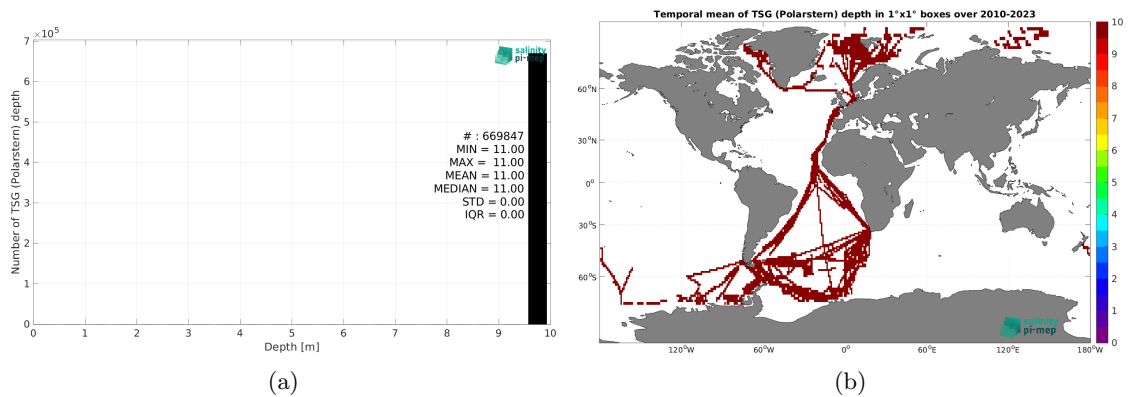 x 10^5
7
6
5
4
3
2
1
0
Number of TSG (Polarstern) depth
salinity
pi-mep
# : 669847
MIN = 11.00
MAX = 11.00
MEAN = 11.00
MEDIAN = 11.00
STD = 0.00
IQR = 0.00
0 1 2 3 4 5 6 7 8 9 10
Depth [m]
(a)
Temporal mean of TSG (Polarstern) depth in 1°x1° boxes over 2010-2023
60°N
30°N
0°
30°S
60°S
120°W 60°W 0° 60°E 120°E 180°W
salinity
pi-mep
10
9
8
7
6
5
4
3
2
1
0
(b)